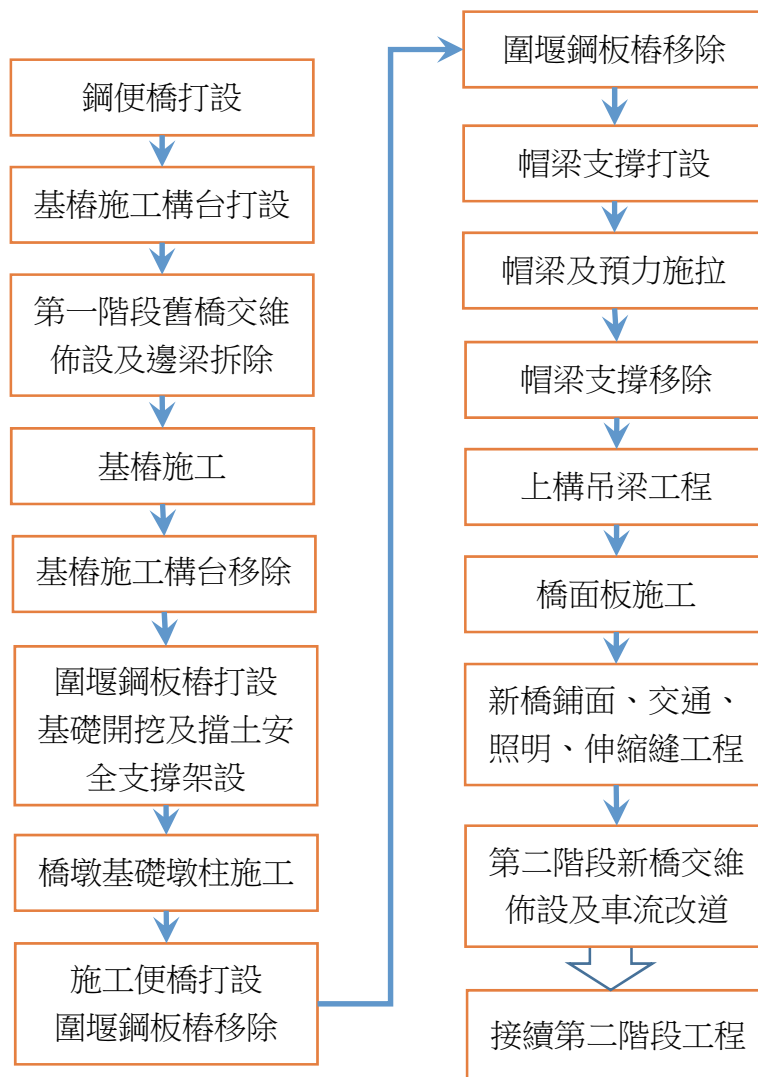 鋼便橋打設
基樁施工構台打設
第一階段舊橋交維
佈設及邊梁拆除
基樁施工
基樁施工構台移除
圍堰鋼板樁打設
基礎開挖及擋土安
全支撐架設
橋墩基礎墩柱施工
施工便橋打設
圍堰鋼板樁移除
圍堰鋼板樁移除
帽梁支撐打設
帽梁及預力施拉
帽梁支撐移除
上構吊梁工程
橋面板施工
新橋鋪面、交通、
照明、伸縮縫工程
第二階段新橋交維
佈設及車流改道
接續第二階段工程